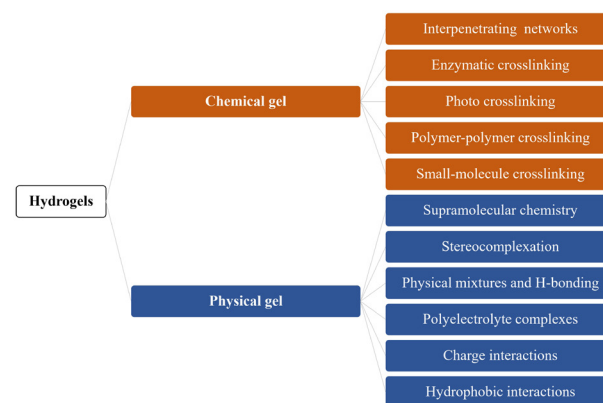 Hydrogels
Chemical gel
Interpenetrating networks
Enzymatic crosslinking
Photo crosslinking
Polymer-polymer crosslinking
Small-molecule crosslinking
Physical gel
Supramolecular chemistry
Stereocomplexation
Physical mixtures and H-bonding
Polyelectrolyte complexes
Charge interactions
Hydrophobic interactions